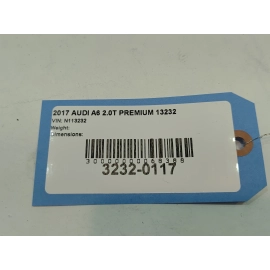 2017 AUDI A6 2.0T PREMIUM 13232
VIN: N113232
Weight:
Dimensions:
3232-0117